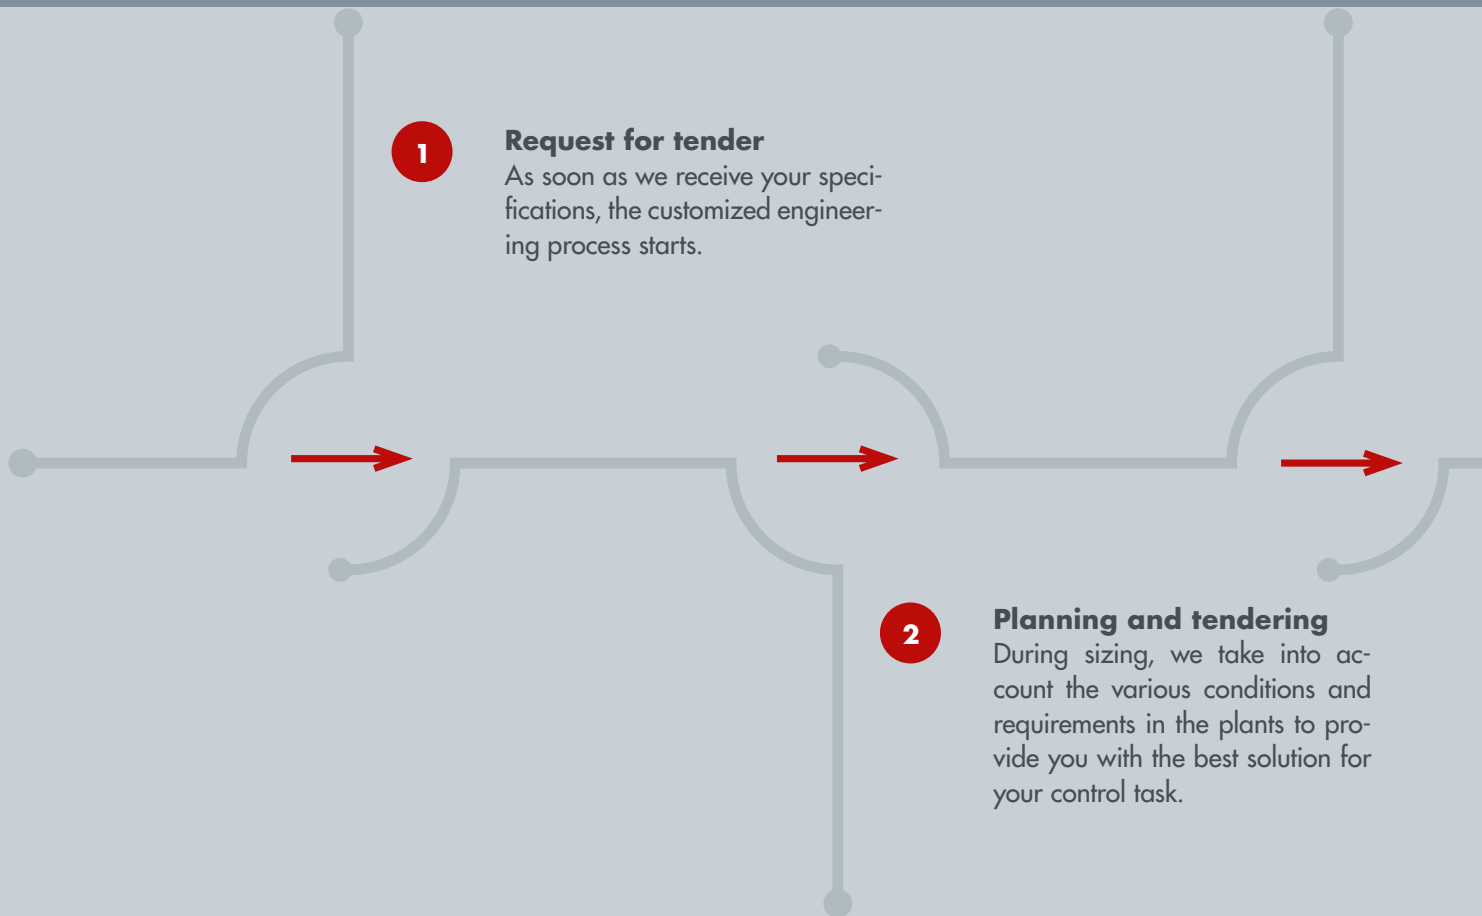 1
Request for tender
As soon as we receive your speci-
fications, the customized engineer-
ing process starts.
2
Planning and tendering
During sizing, we take into ac-
count the various conditions and
requirements in the plants to pro-
vide you with the best solution for
your control task.